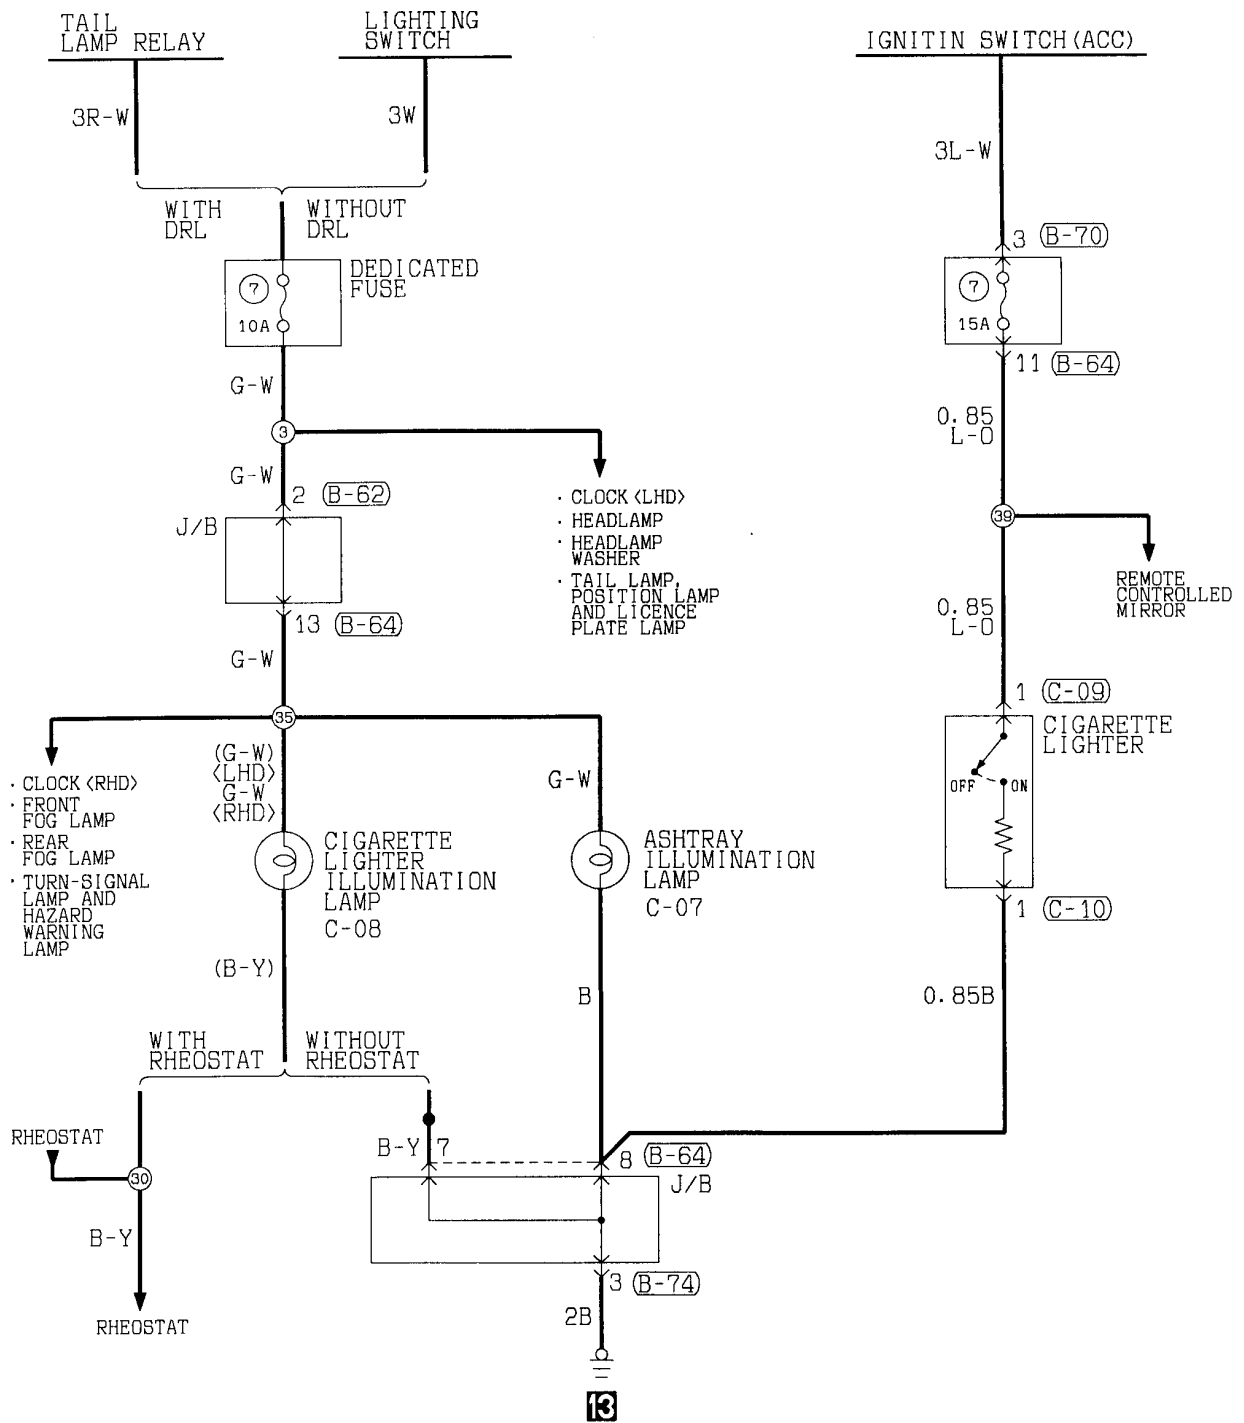 TAIL
LAMP RELAY
LIGHTING
SWITCH
IGNITIN SWITCH(ACC)
3R-W
3W
3L-W
WITH
DRL
WITHOUT
DRL
3 B-70
DEDICATED
FUSE
7
10A
7
15A
11 B-64
G-W
0.85
L-O
3
G-W
2 B-62
J/B
· CLOCK<LHD>
· HEADLAMP
· HEADLAMP
WASHER
· TAIL LAMP,
POSITION LAMP
AND LICENCE
PLATE LAMP
39
REMOTE
CONTROLLED
MIRROR
0.85
L-O
13 B-64
G-W
1 C-09
CIGARETTE
LIGHTER
OFF
ON
35
(G-W)
<LHD>
G-W
<RHD>
G-W
· CLOCK<RHD>
· FRONT
FOG LAMP
· REAR
FOG LAMP
· TURN-SIGNAL
LAMP AND
HAZARD
WARNING
LAMP
CIGARETTE
LIGHTER
ILLUMINATION
LAMP
C-08
ASHTRAY
ILLUMINATION
LAMP
C-07
1 C-10
(B-Y)
B
0.85B
WITH
RHEOSTAT
WITHOUT
RHEOSTAT
RHEOSTAT
30
B-Y 7
8 B-64
J/B
B-Y
3 B-74
2B
RHEOSTAT
13